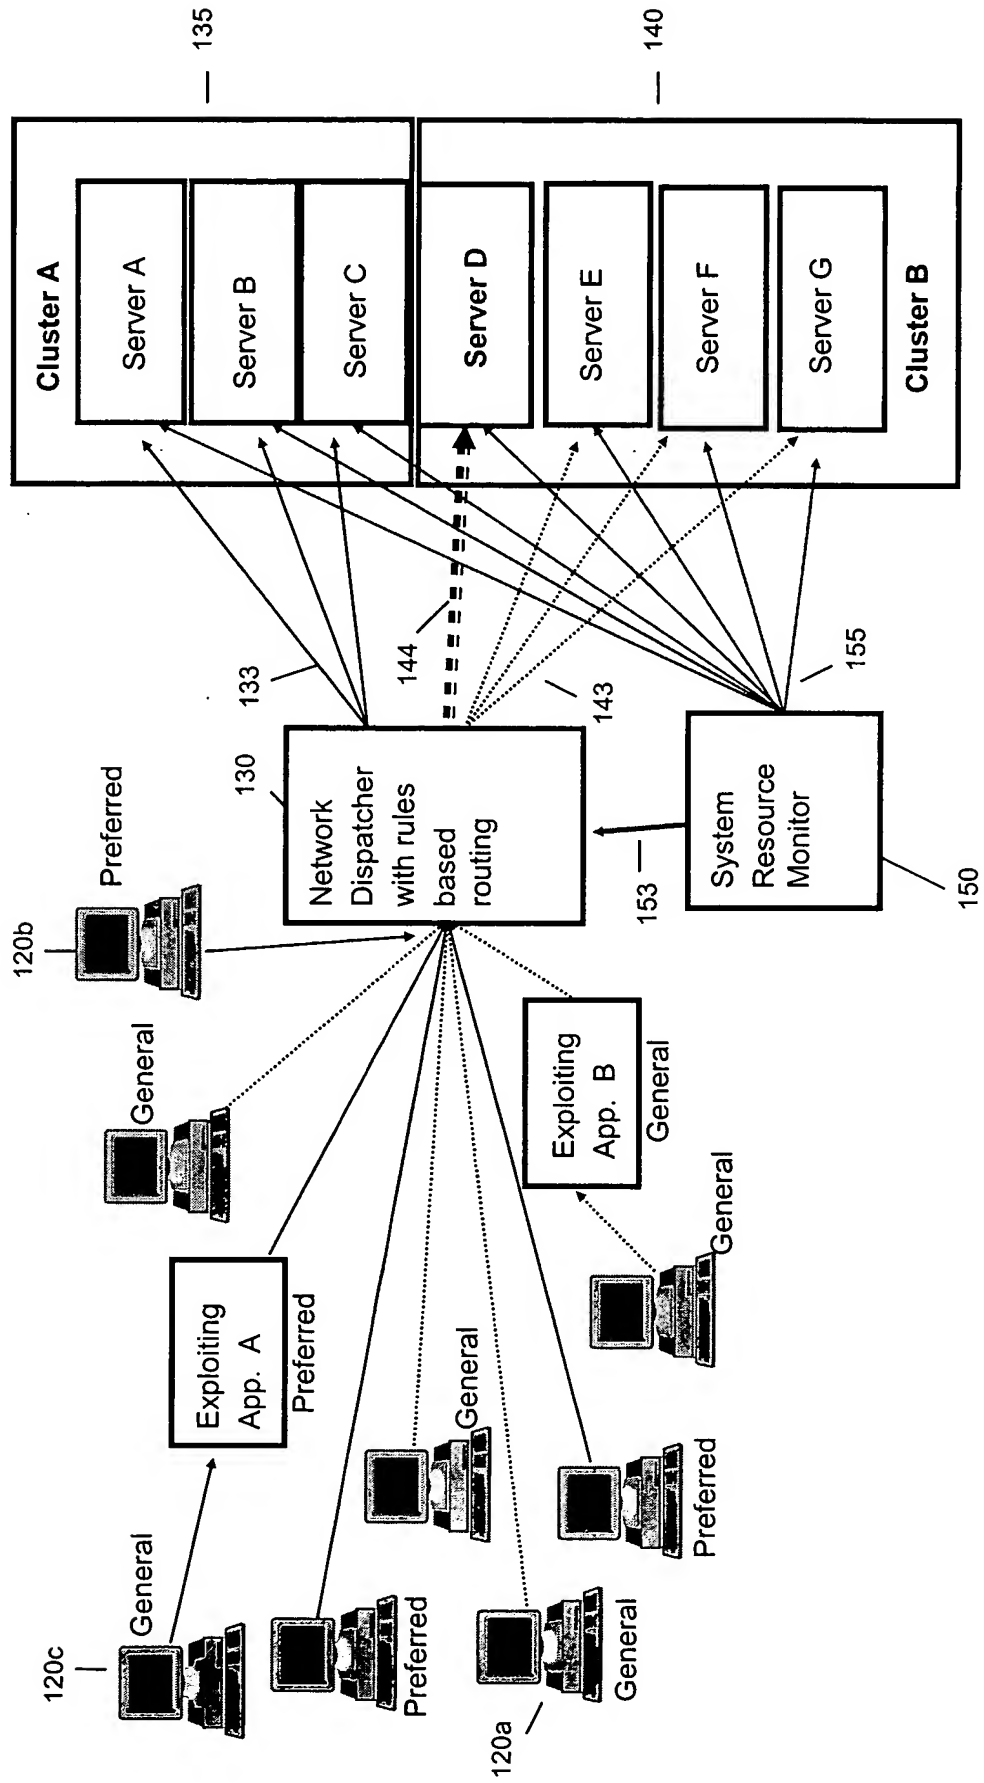 120c
General
Exploiting
App. A
Preferred
General
120b
Preferred
Preferred
General
120a
General
Preferred
General
Exploiting
App. B
General
130
Network
Dispatcher
with rules
based
routing
153
System
Resource
Monitor
150
133
144
143
155
Cluster A
Server A
Server B
Server C
135
Server D
Server E
Server F
Server G
Cluster B
140